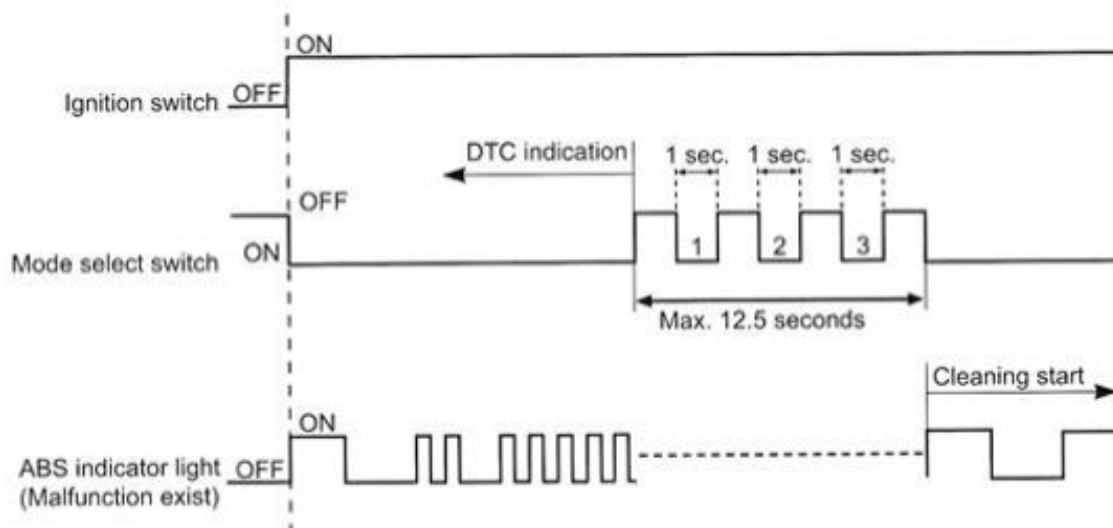 ON
Ignition switch
OFF
DTC indication
1 sec.
1 sec.
1 sec.
OFF
ON
Mode select switch
1
2
3
Max. 12.5 seconds
Cleaning start
ON
ABS indicator light
OFF
(Malfunction exist)